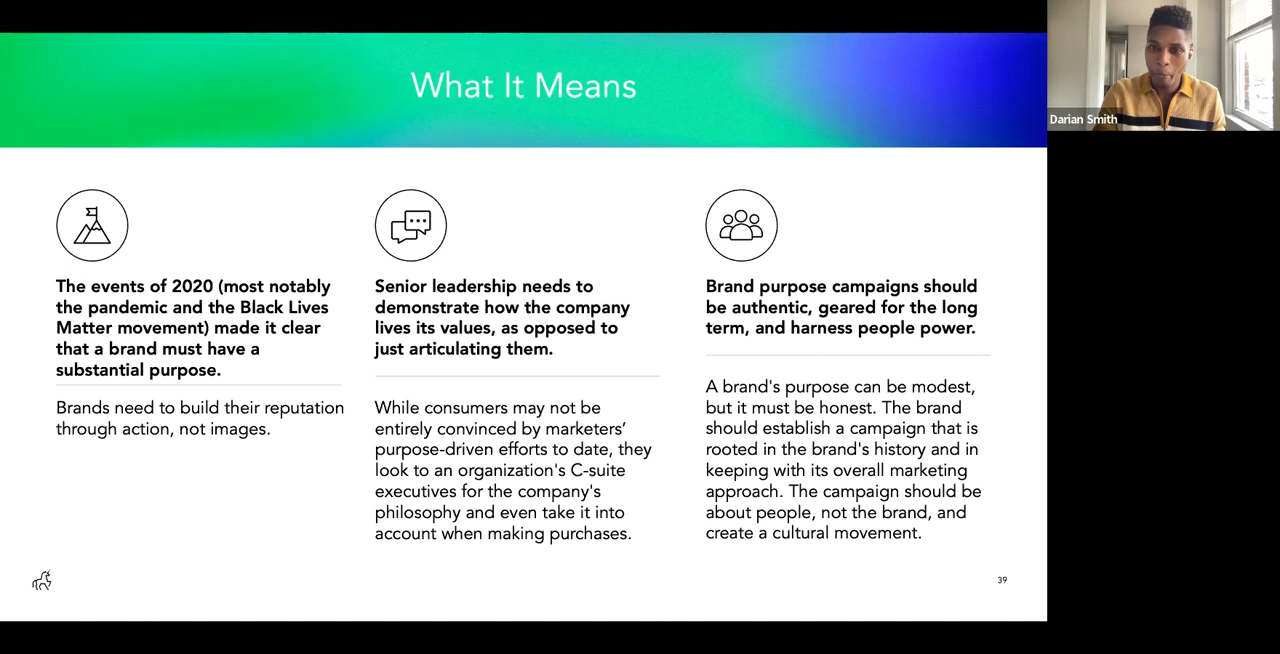 What It Means
Darian Smith
The events of 2020 (most notably
the pandemic and the Black Lives
Matter movement) made it clear
that a brand must have a
substantial purpose.
Brands need to build their reputation
through action, not images.
Senior leadership needs to
demonstrate how the company
lives its values, as opposed to
just articulating them.
While consumers may not be
entirely convinced by marketers’
purpose-driven efforts to date, they
look to an organization's C-suite
executives for the company's
philosophy and even take it into
account when making purchases.
Brand purpose campaigns should
be authentic, geared for the long
term, and harness people power.
A brand's purpose can be modest,
but it must be honest. The brand
should establish a campaign that is
rooted in the brand's history and in
keeping with its overall marketing
approach. The campaign should be
about people, not the brand, and
create a cultural movement.
39